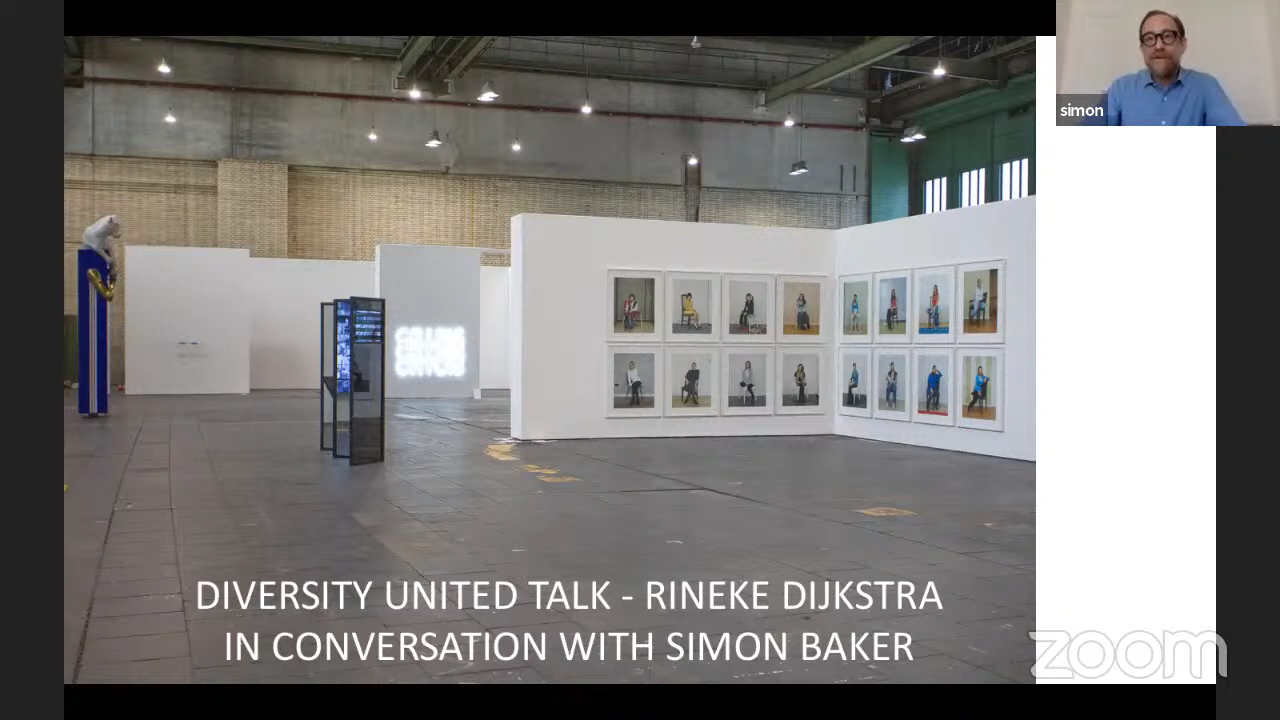 simon
DIVERSITY UNITED TALK - RINEKE DIJKSTRA
IN CONVERSATION WITH SIMON BAKER
zoom